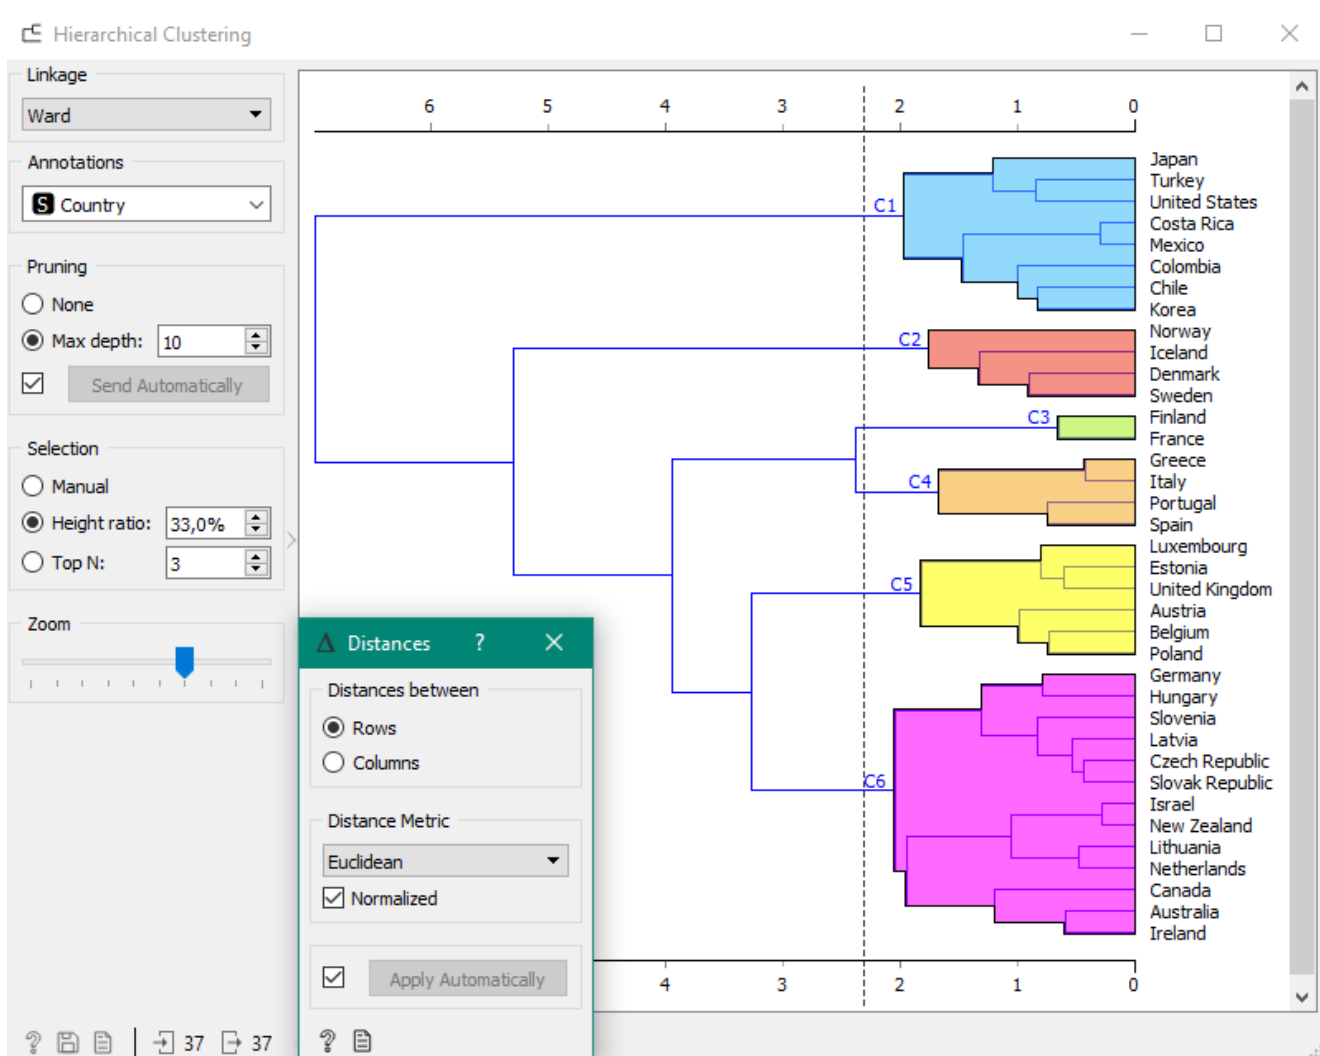 Hierarchical Clustering
Linkage
Ward
Annotations
S Country
Pruning
None
Max depth: 10
Send Automatically
Selection
Manual
Height ratio: 33,0%
Top N: 3
Zoom
6 5 4 3 2 1 0
Japan
Turkey
United States
C1
Costa Rica
Mexico
Colombia
Chile
Korea
Norway
C2
Iceland
Denmark
Sweden
Finland
C3
France
Greece
Italy
C4
Portugal
Spain
Luxembourg
Estonia
C5
United Kingdom
Austria
Belgium
Poland
Germany
Hungary
Slovenia
Latvia
Czech Republic
Slovak Republic
C6
Israel
New Zealand
Lithuania
Netherlands
Canada
Australia
Ireland
4 3 2 1 0
Δ Distances ?
Distances between
Rows
Columns
Distance Metric
Euclidean
Normalized
Apply Automatically
?
? 37 37